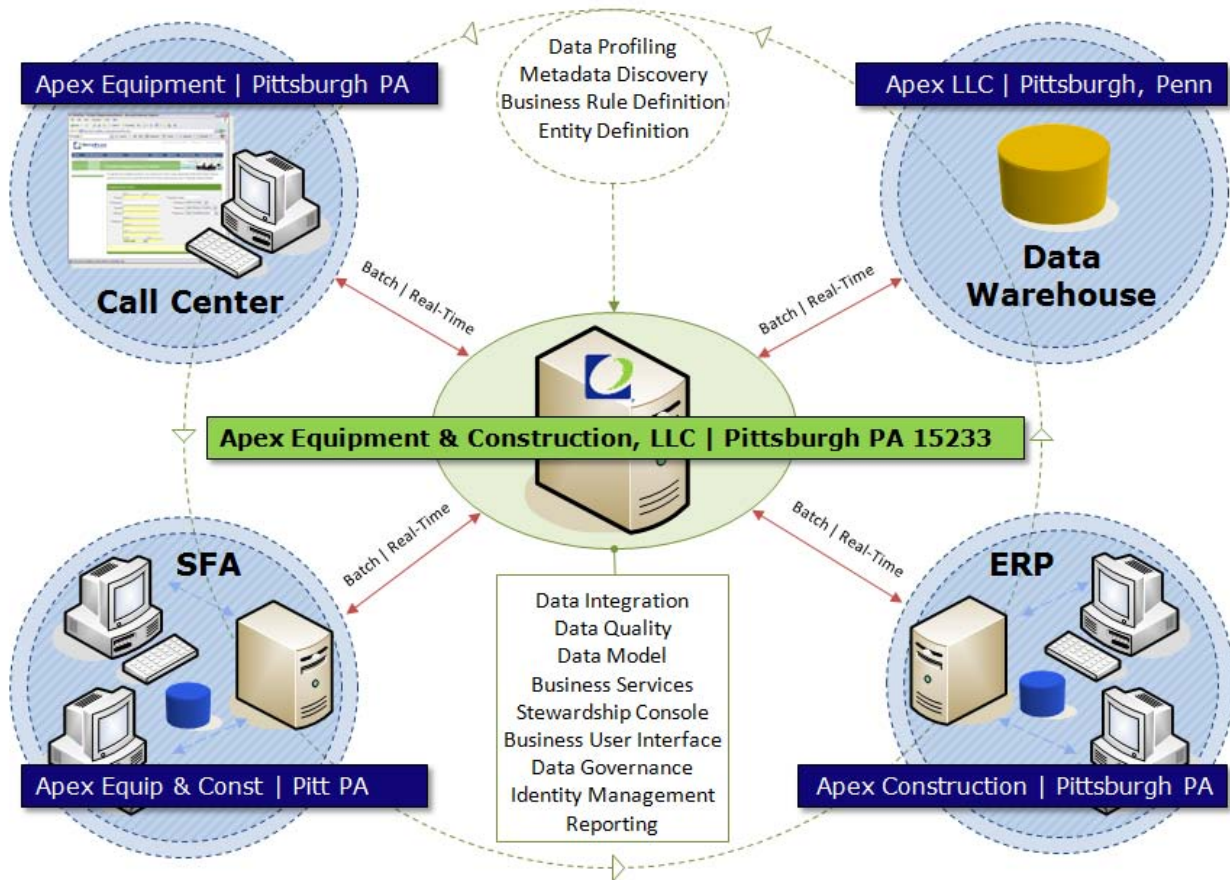 Data Profiling
Metadata Discovery
Business Rule Definition
Entity Definition
Apex Equipment | Pittsburgh PA
Apex LLC | Pittsburgh, Penn
Call Center
Data
Warehouse
Batch | Real-Time
Batch | Real-Time
Apex Equipment & Construction, LLC | Pittsburgh PA 15233
Batch | Real-Time
Batch | Real-Time
SFA
ERP
Data Integration
Data Quality
Data Model
Business Services
Stewardship Console
Business User Interface
Data Governance
Identity Management
Reporting
Apex Equip & Const | Pitt PA
Apex Construction | Pittsburgh PA